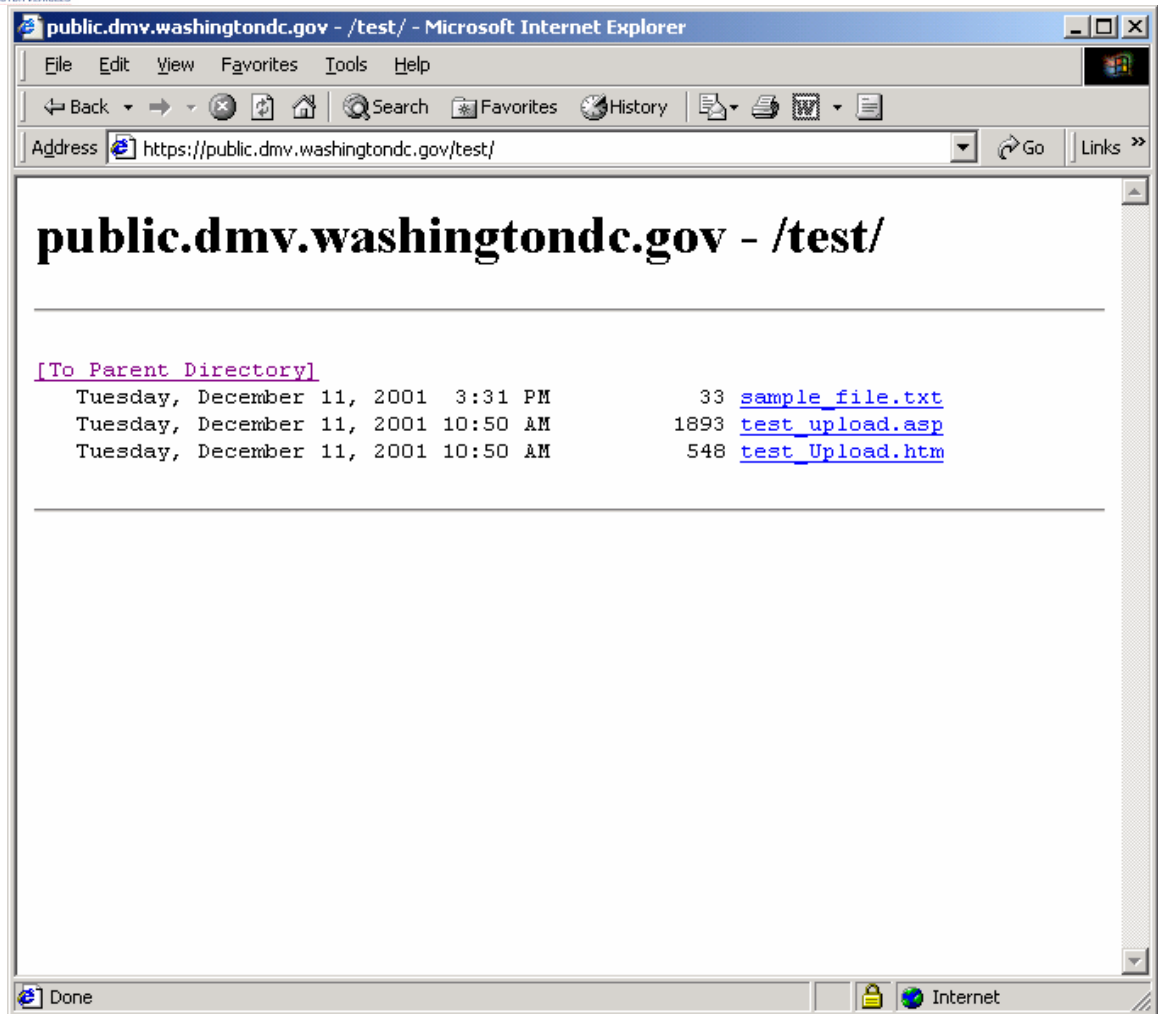 public.dmv.washingtondc.gov - /test/ - Microsoft Internet Explorer
File Edit View Favorites Tools Help
Back Search Favorites History
Address https://public.dmv.washingtondc.gov/test/ Go Links »
public.dmv.washingtondc.gov - /test/
[To Parent Directory]
Tuesday, December 11, 2001 3:31 PM 33 sample_file.txt
Tuesday, December 11, 2001 10:50 AM 1893 test_upload.asp
Tuesday, December 11, 2001 10:50 AM 548 test_Upload.htm
Done Internet